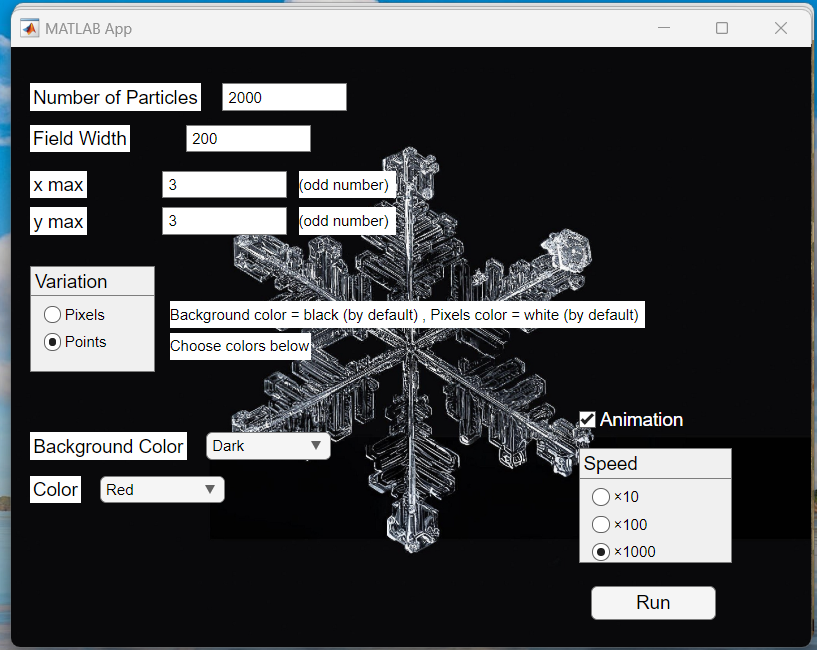 MATLAB App
Number of Particles 2000
Field Width 200
x max 3 (odd number)
y max 3 (odd number)
Variation
Pixels
Points
Background color = black (by default) , Pixels color = white (by default)
Choose colors below
Background Color Dark
Color Red
Animation
Speed
×10
×100
×1000
Run